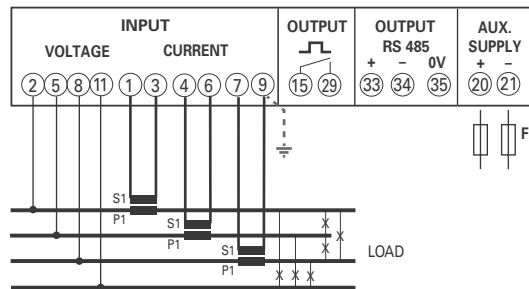 INPUT
OUTPUT
OUTPUT
AUX.
VOLTAGE
CURRENT
RS 485
SUPPLY
+ − 0V
+ −
2 5 8 11 1 3 4 6 7 9 15 29 33 34 35 20 21
F
S1
P1
S1
P1
S1
P1
LOAD
X
X
X
X
X X X